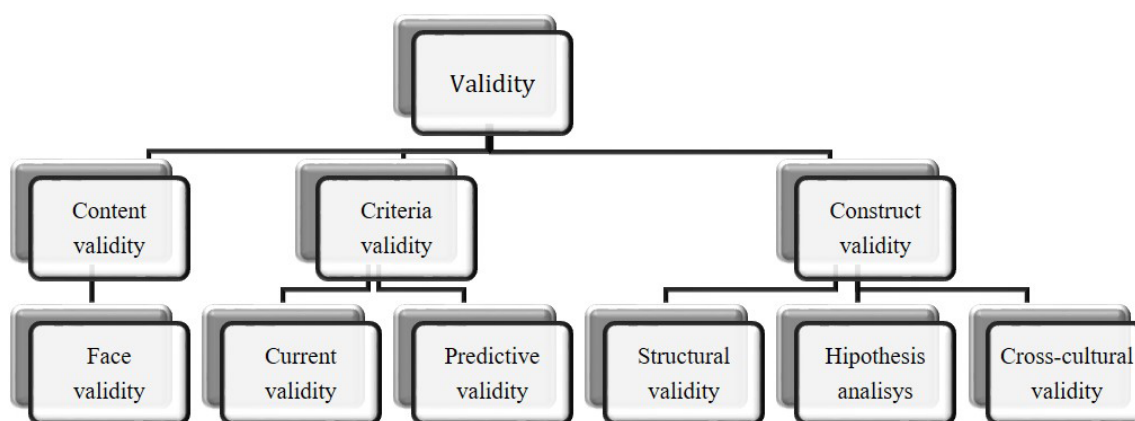 Validity
Content
validity
Criteria
validity
Construct
validity
Face
validity
Current
validity
Predictive
validity
Structural
validity
Hipothesis
analisys
Cross-cultural
validity